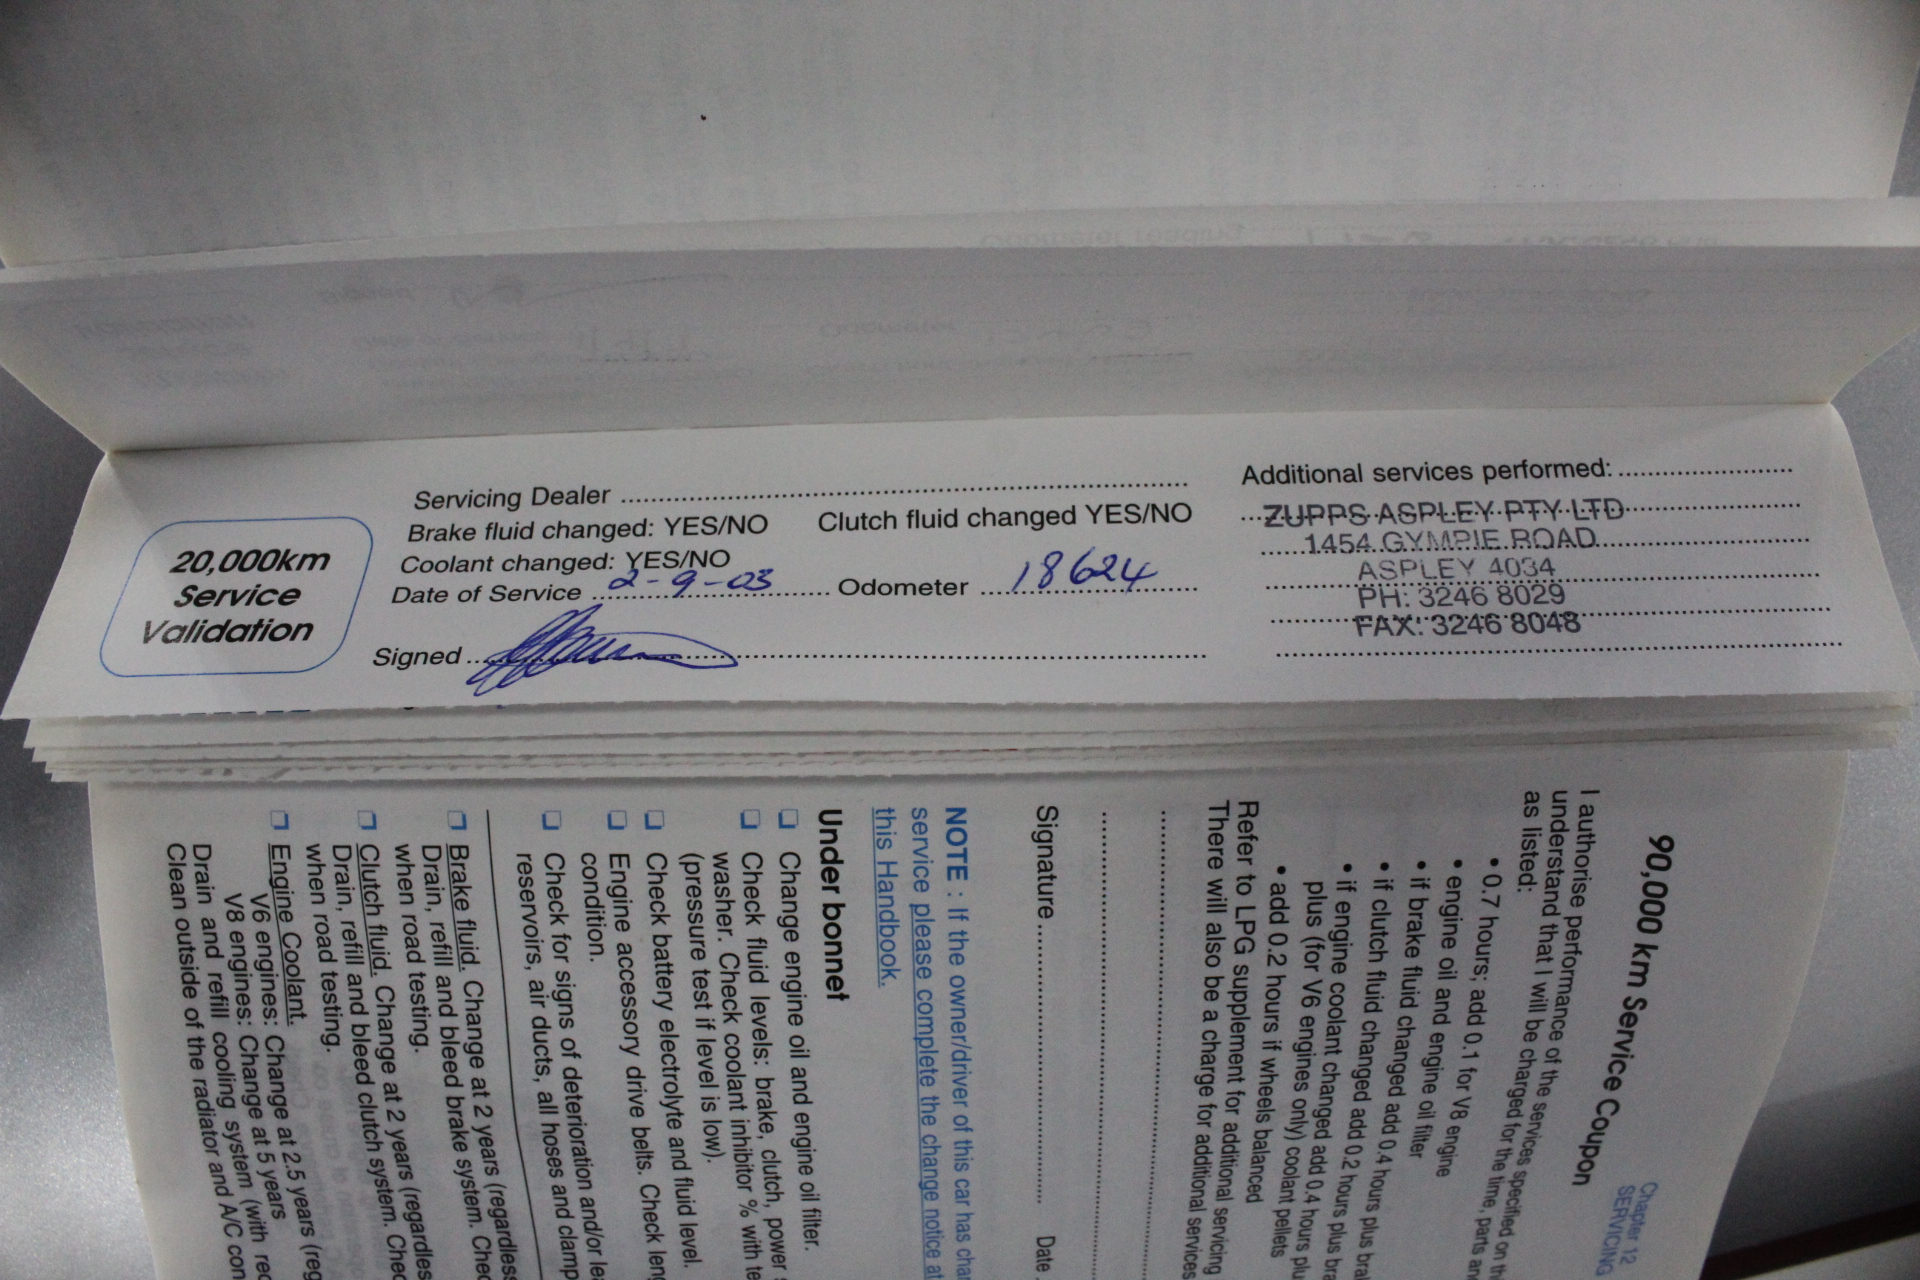 20,000km
Service
Validation
Servicing Dealer ........................
Brake fluid changed: YES/NO Clutch fluid changed YES/NO
Coolant changed: YES/NO
Date of Service 2-9-03 Odometer 18624
Signed
Additional services performed:
ZUPPS ASPLEY PTY LTD
1454 GYMPIE ROAD
ASPLEY 4034
PH: 3246 8029
FAX: 3246 8048
Chapter 12
SERVICING
90,000 km Service Coupon
I authorise performance of the services specified on th
understand that I will be charged for the time, parts an
as listed:
• 0.7 hours; add 0.1 for V8 engine
• engine oil and engine oil filter
• if brake fluid changed add 0.4 hours plus bra
• if clutch fluid changed add 0.2 hours plus bra
• if engine coolant changed add 0.4 hours plu
plus (for V6 engines only) coolant pellets
• add 0.2 hours if wheels balanced
Refer to LPG supplement for additional servicing
There will also be a charge for additional services
Signature ........................ Date
NOTE : If the owner/driver of this car has char
service please complete the change notice at
this Handbook.
Under bonnet
❏ Change engine oil and engine oil filter.
❏ Check fluid levels: brake, clutch, power s
washer. Check coolant inhibitor % with te
(pressure test if level is low).
❏ Check battery electrolyte and fluid level.
❏ Engine accessory drive belts. Check leng
condition.
❏ Check for signs of deterioration and/or lea
reservoirs, air ducts, all hoses and clamp
❏ Brake fluid. Change at 2 years (regardless
Drain, refill and bleed brake system. Chec
when road testing.
❏ Clutch fluid. Change at 2 years (regardles
Drain, refill and bleed clutch system. Chec
when road testing.
❏ Engine Coolant.
V6 engines: Change at 2.5 years (reg
V8 engines: Change at 5 years
Drain and refill cooling system (with rec
Clean outside of the radiator and A/C con